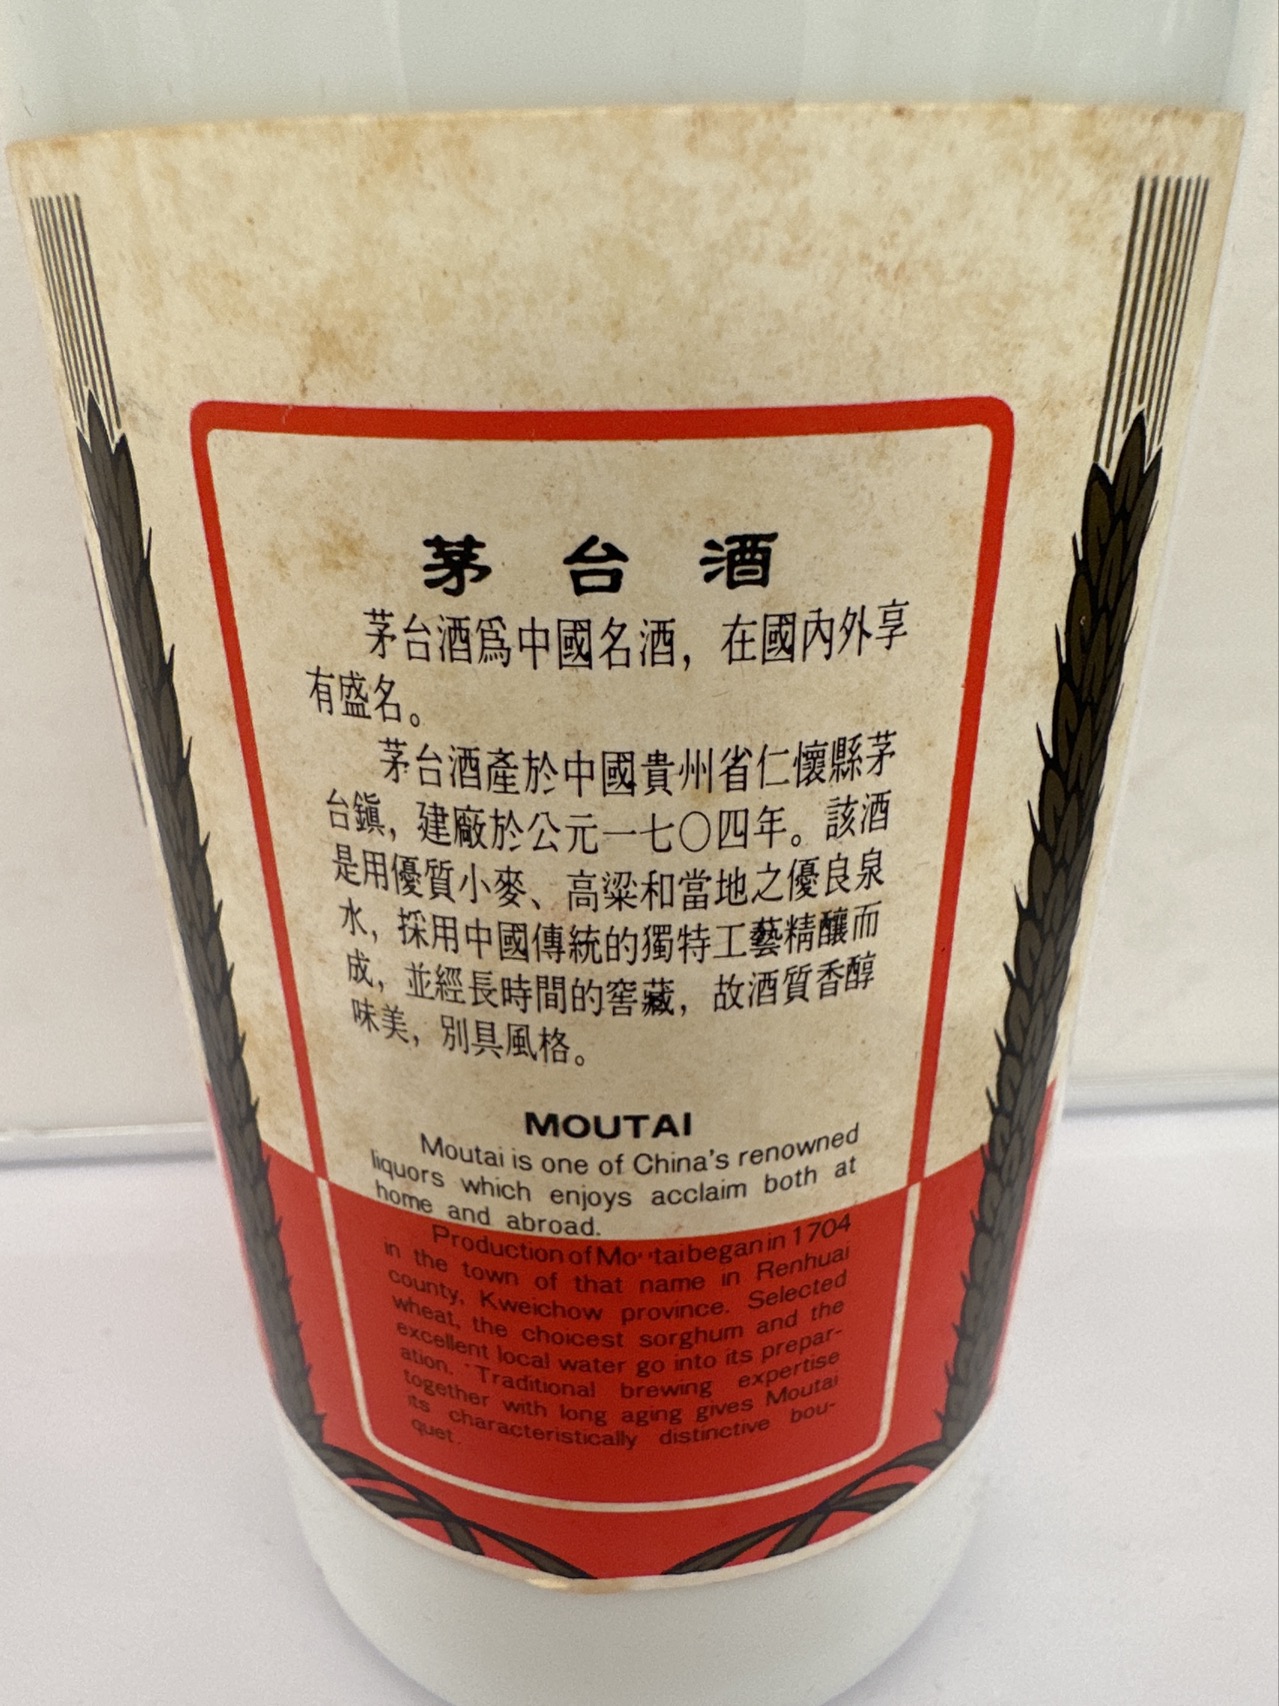 茅台酒
茅台酒爲中國名酒，在國內外享
有盛名。
茅台酒產於中國貴州省仁懷縣茅
台鎭，建廠於公元一七〇四年。該酒
是用優質小麥、高粱和當地之優良泉
水，採用中國傳統的獨特工藝精釀而
成，並經長時間的窖藏，故酒質香醇
味美，別具風格。
MOUTAI
Moutai is one of China's renowned
liquors which enjoys acclaim both at
home and abroad.
Production of Moutai began in 1704
in the town of that name in Renhuai
county, Kweichow province. Selected
wheat, the choicest sorghum and the
excellent local water go into its prepar-
ation. Traditional brewing expertise
together with long aging gives Moutai
its characteristically distinctive bou-
quet.